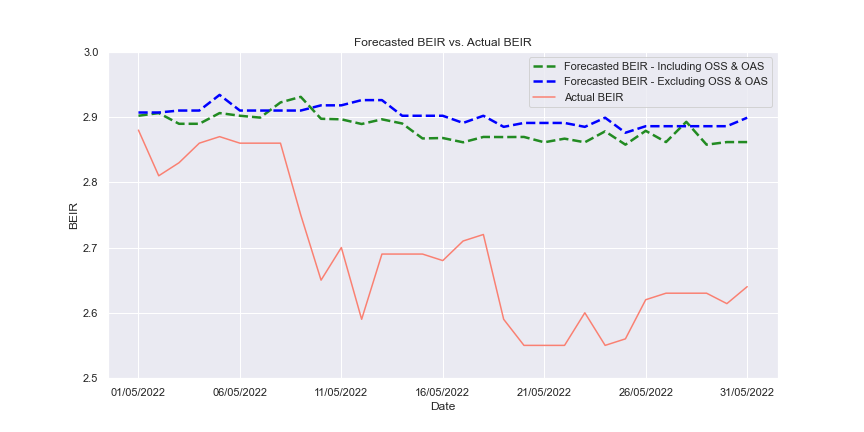 Forecasted BEIR vs. Actual BEIR
Forecasted BEIR - Including OSS & OAS
Forecasted BEIR - Excluding OSS & OAS
Actual BEIR
3.0
2.9
2.8
2.7
2.6
2.5
BEIR
01/05/2022 06/05/2022 11/05/2022 16/05/2022 21/05/2022 26/05/2022 31/05/2022
Date